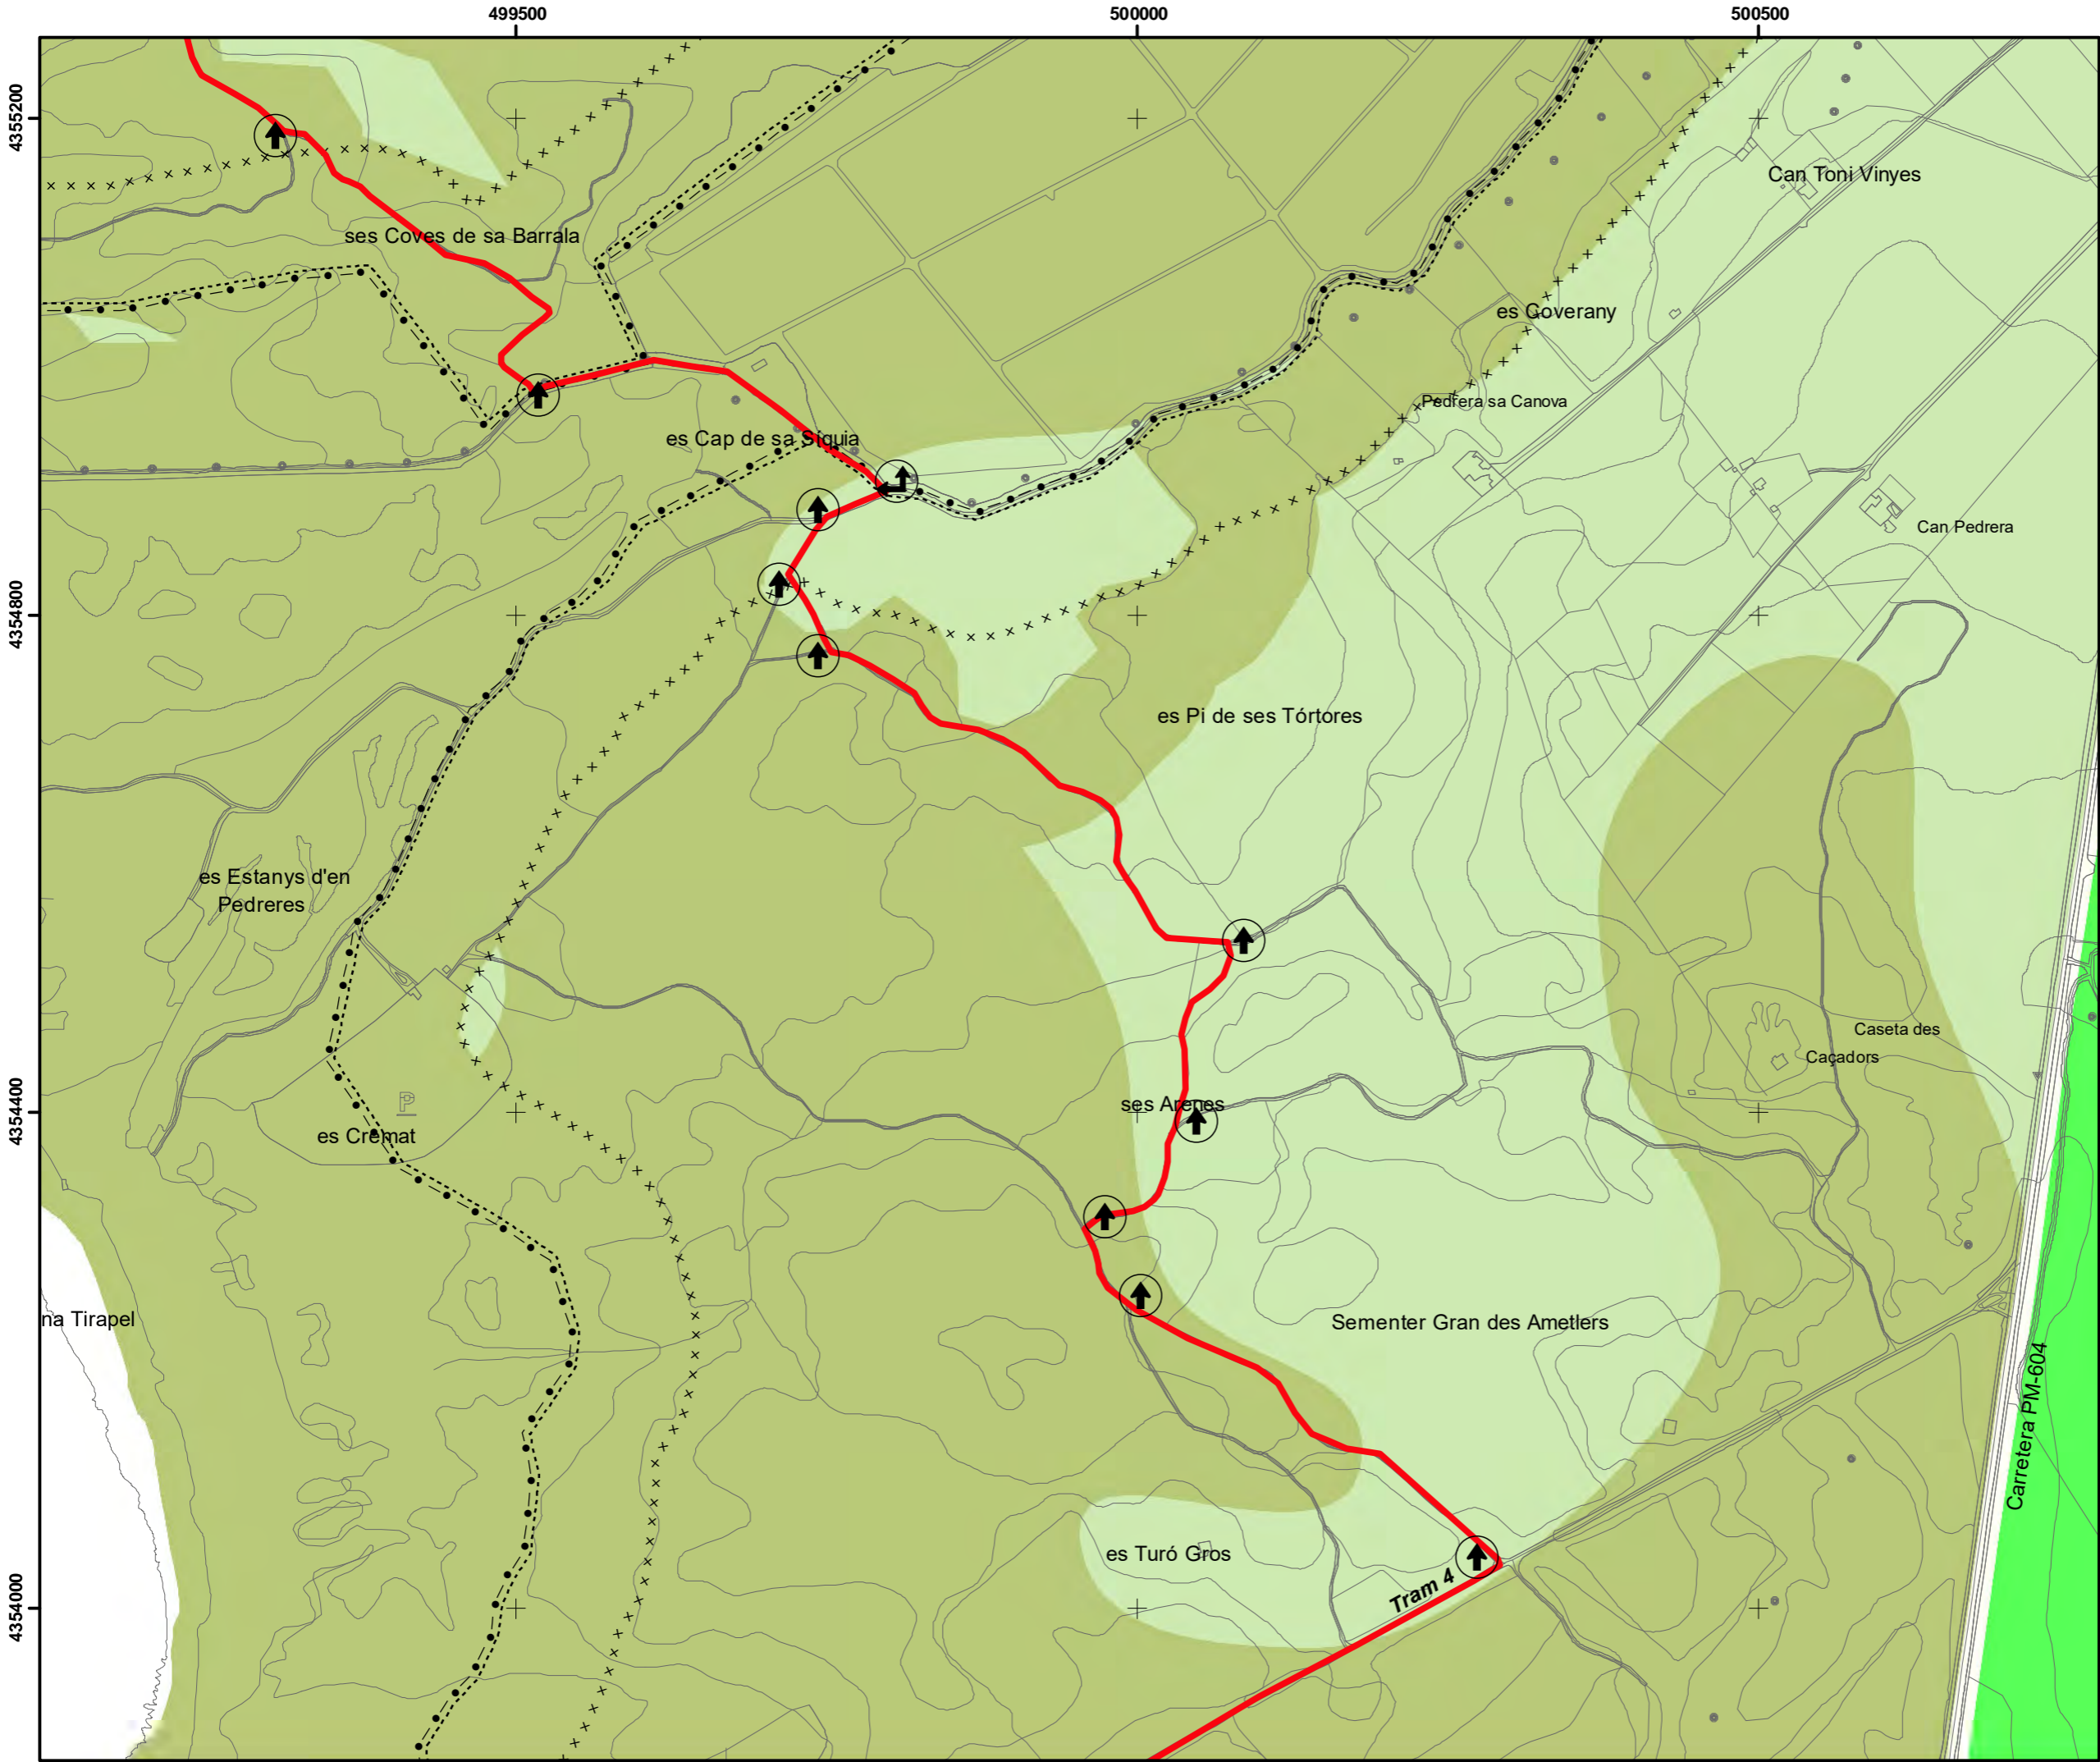 499500
500000
500500
4355200
Can Toni Vinyes
ses Coves de sa Barrala
es Goverany
Pedrera sa Canova
es Cap de sa Siquia
Can Pedrera
4354800
es Pi de ses Tórtores
es Estanys d'en
Pedreres
Caseta des
Caçadors
P
4354400
ses Arenes
es Cremat
na Tirapel
Sementer Gran des Ametlers
Carretera PM-604
es Turó Gros
Tram 4
4354000